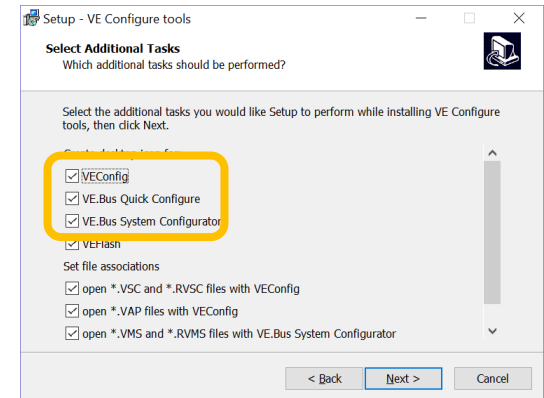 Setup - VE Configure tools
Select Additional Tasks
Which additional tasks should be performed?
Select the additional tasks you would like Setup to perform while installing VE Configure
tools, then click Next.
VEConfig
VE.Bus Quick Configure
VE.Bus System Configurator
VEFlash
Set file associations
open *.VSC and *.RVSC files with VEConfig
open *.VAP files with VEConfig
open *.VMS and *.RVMS files with VE.Bus System Configurator
< Back
Next >
Cancel